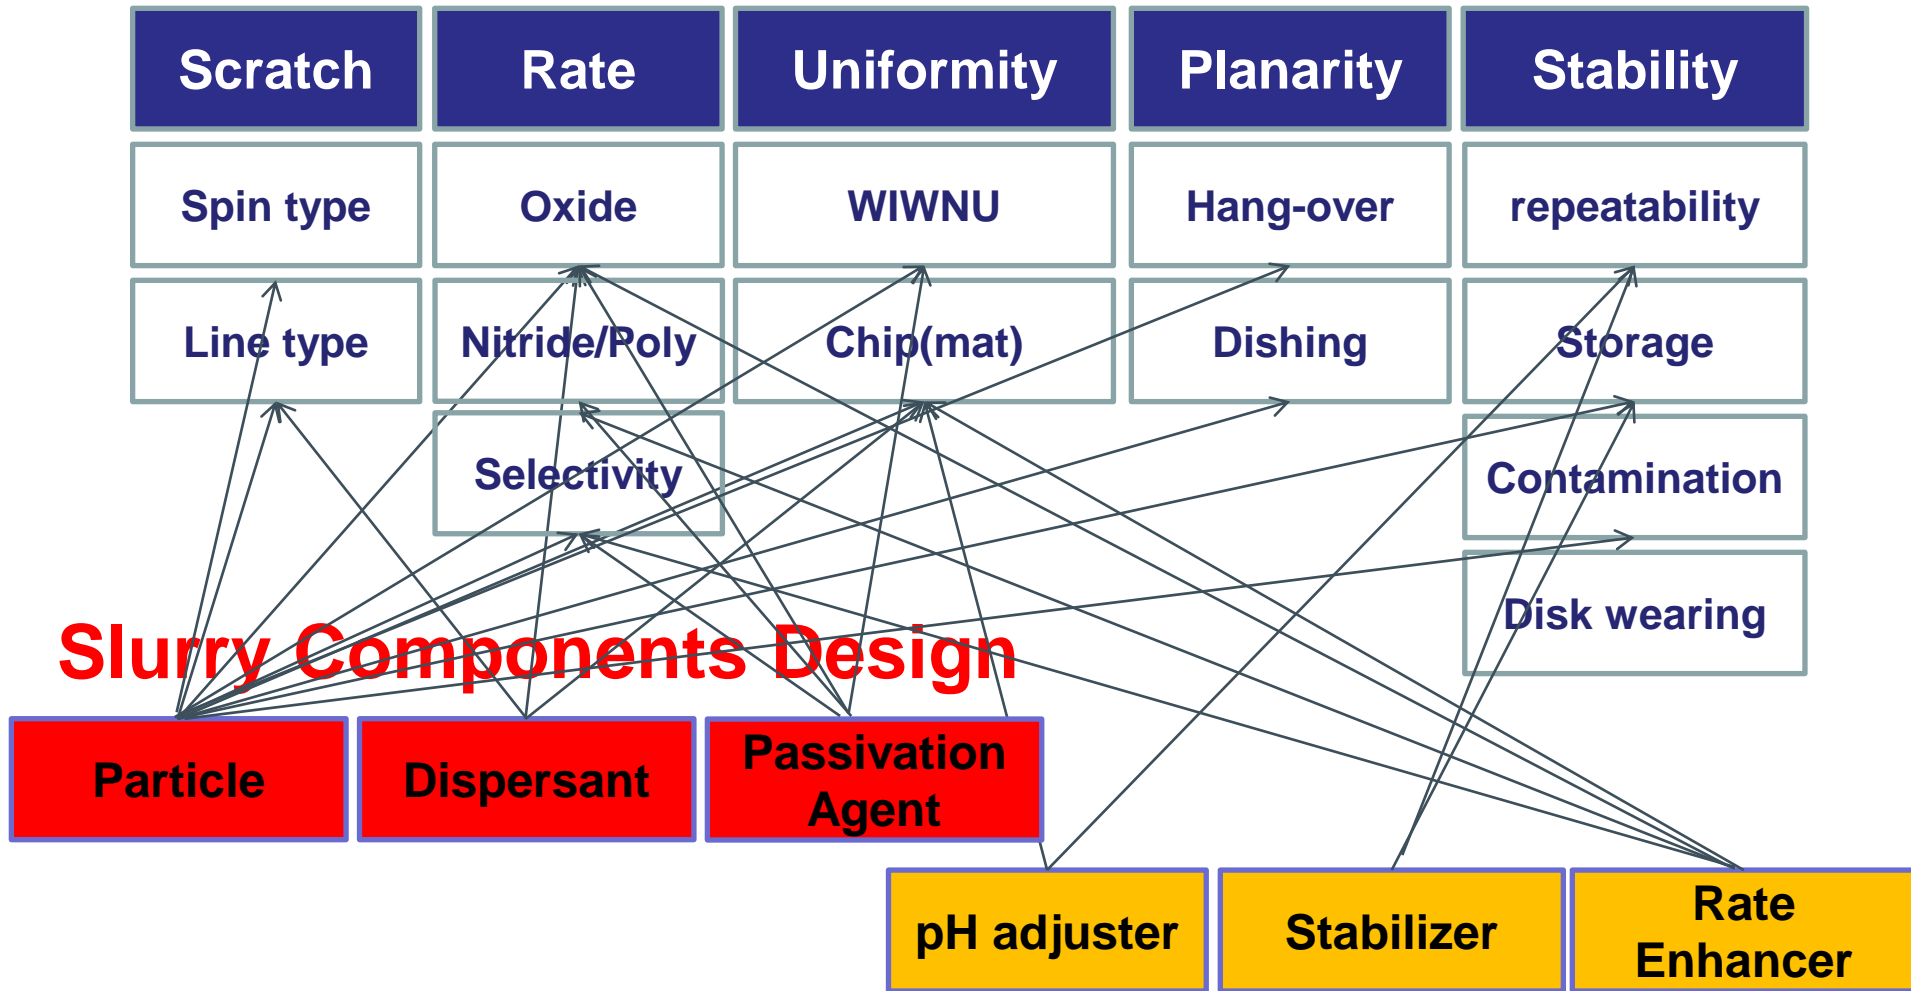 Scratch Rate Uniformity Planarity Stability
Spin type Oxide WIWNU Hang-over repeatability
Line type Nitride/Poly Chip(mat) Dishing Storage
Selectivity Contamination
Disk wearing
Slurry Components Design
Particle Dispersant Passivation
Agent
pH adjuster Stabilizer Rate
Enhancer